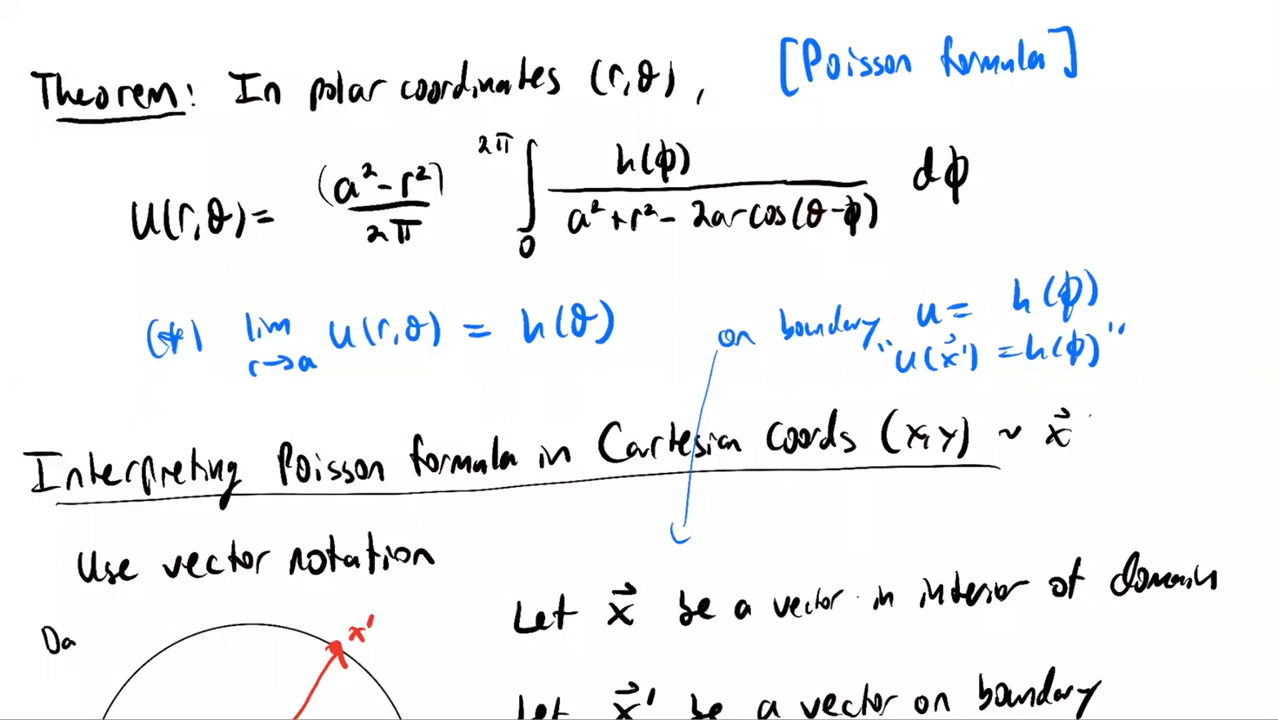 Theorem: In polar coordinates (r,θ), [Poisson formula]
u(r,θ) = (a²-r²)/2π ∫₀^2π h(φ)/(a²+r²-2ar cos(θ-φ)) dφ
(*) lim r→a u(r,θ) = h(θ)
on boundary u = h(φ)
"u(x⃗') = h(φ)"
Interpreting Poisson formula in Cartesian Coords (x,y) ~ x⃗
Use vector notation
Let x⃗ be a vector in interior of domain
Da
x'
Let x⃗' be a vector on boundary